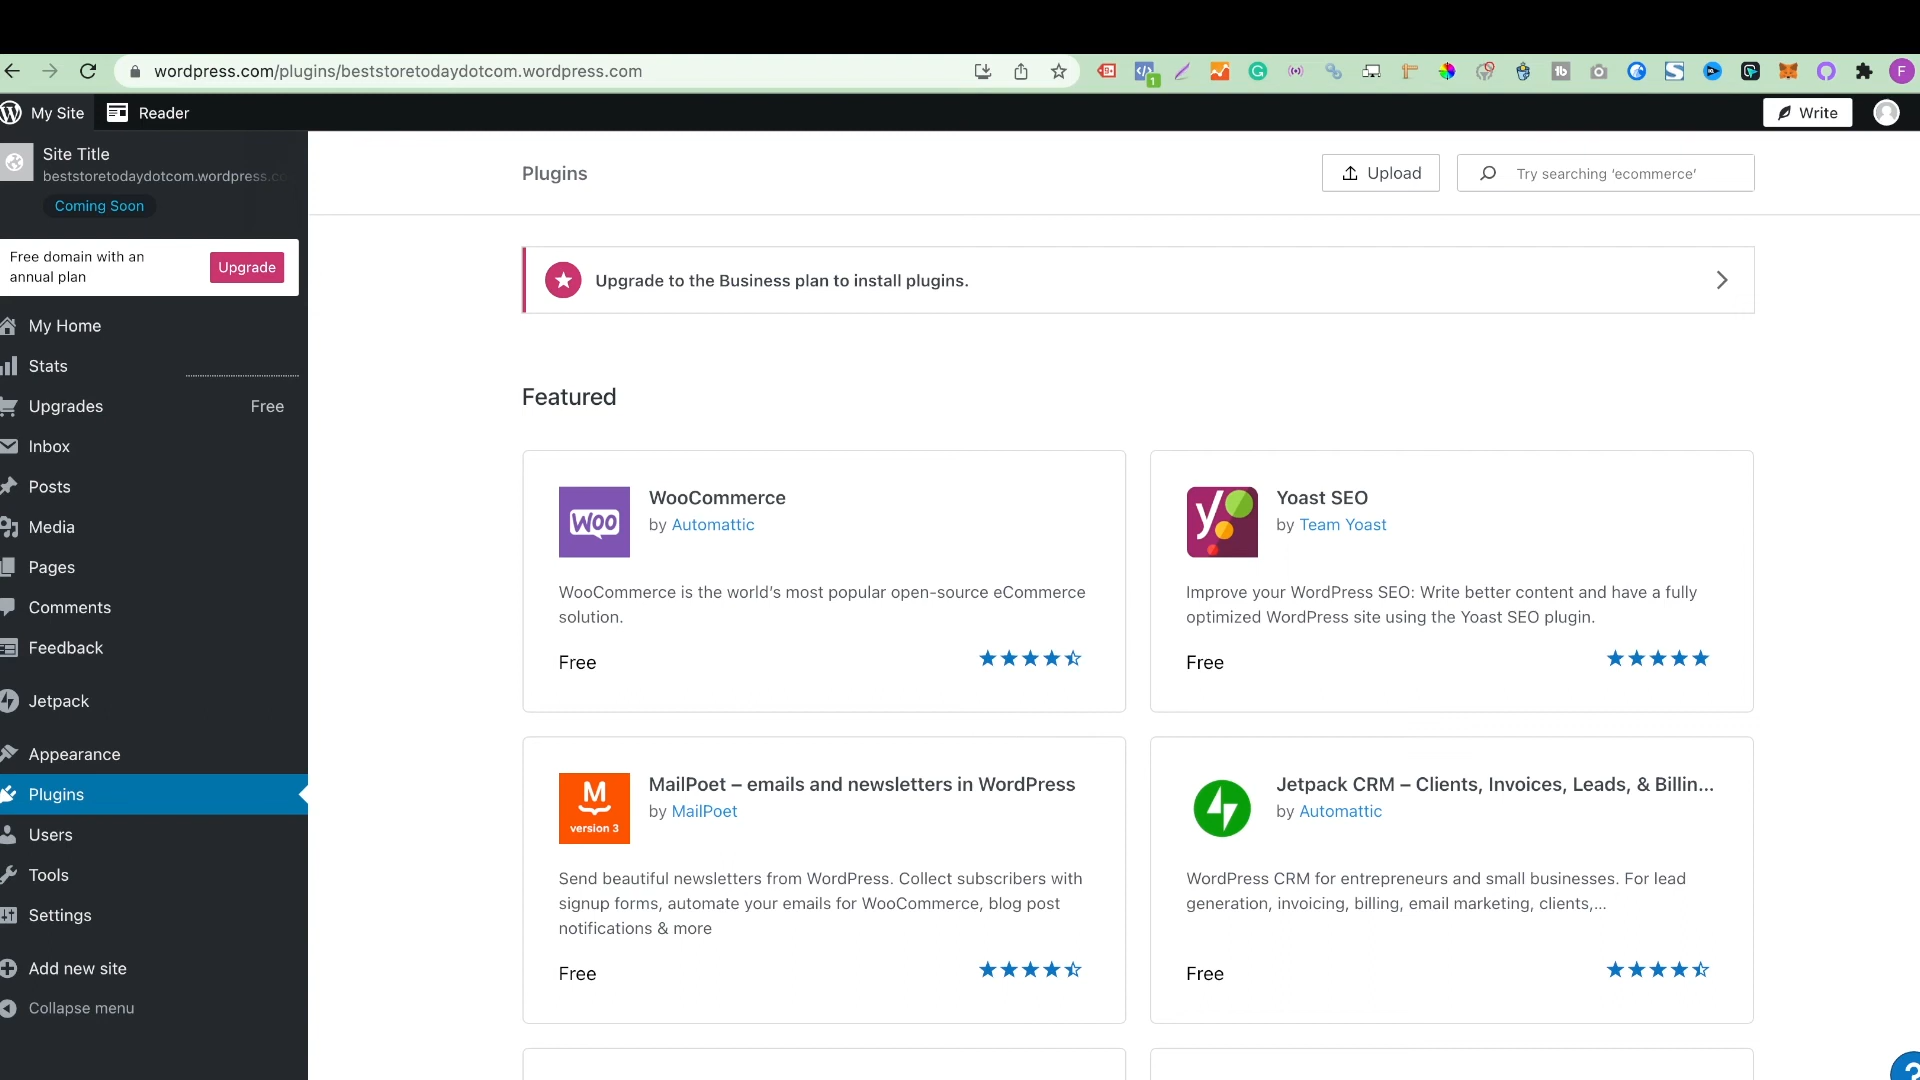 wordpress.com/plugins/beststoretodaydotcom.wordpress.com
1
tb
F
My Site
Reader
Write
Site Title
beststoretodaydotcom.wordpress.co
Coming Soon
Free domain with an
annual plan
Upgrade
My Home
Stats
Upgrades
Free
Inbox
Posts
Media
Pages
Comments
Feedback
Jetpack
Appearance
Plugins
Users
Tools
Settings
Add new site
Collapse menu
Plugins
Upload
Try searching ‘ecommerce’
Upgrade to the Business plan to install plugins.
Featured
WOO
WooCommerce
by Automattic
WooCommerce is the world’s most popular open-source eCommerce
solution.
Free
y
Yoast SEO
by Team Yoast
Improve your WordPress SEO: Write better content and have a fully
optimized WordPress site using the Yoast SEO plugin.
Free
M
version 3
MailPoet – emails and newsletters in WordPress
by MailPoet
Send beautiful newsletters from WordPress. Collect subscribers with
signup forms, automate your emails for WooCommerce, blog post
notifications & more
Free
Jetpack CRM – Clients, Invoices, Leads, & Billin...
by Automattic
WordPress CRM for entrepreneurs and small businesses. For lead
generation, invoicing, billing, email marketing, clients,...
Free
?